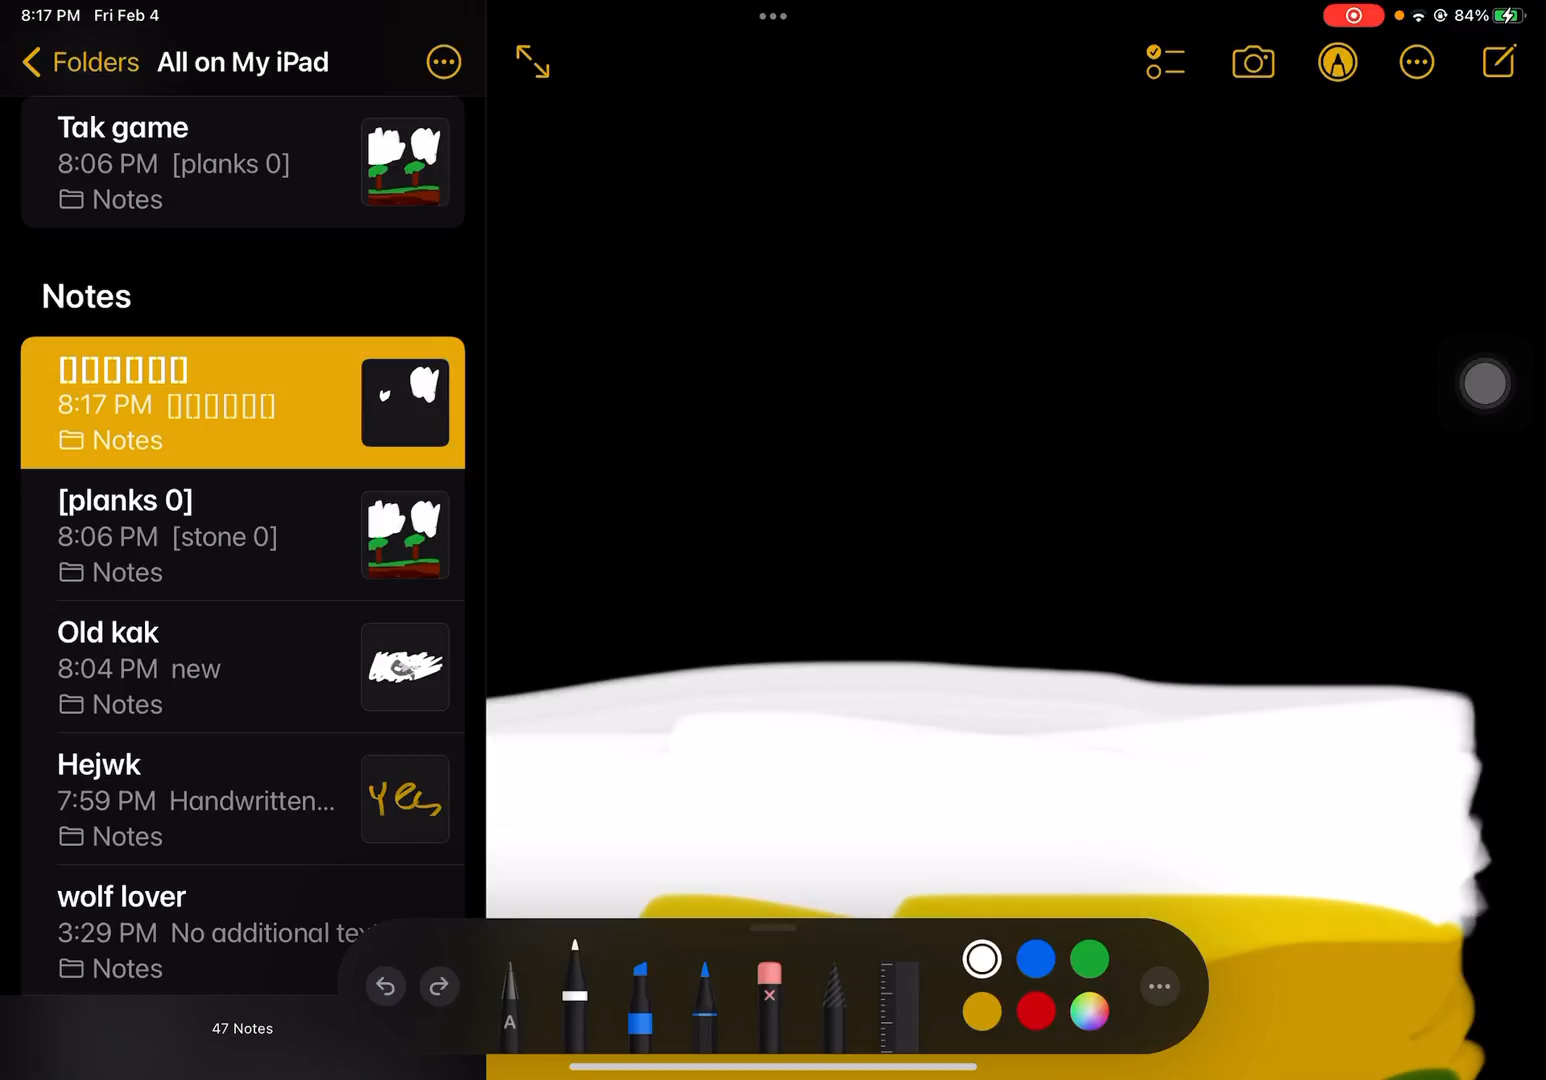 8:17 PM Fri Feb 4
84%
Folders
All on My iPad
Tak game
8:06 PM [planks 0]
Notes
Notes
[][][][][][]
8:17 PM [][][][][][]
Notes
[planks 0]
8:06 PM [stone 0]
Notes
Old kak
8:04 PM new
Notes
Hejwk
7:59 PM Handwritten...
Notes
yes
wolf lover
3:29 PM No additional tex
Notes
47 Notes
A